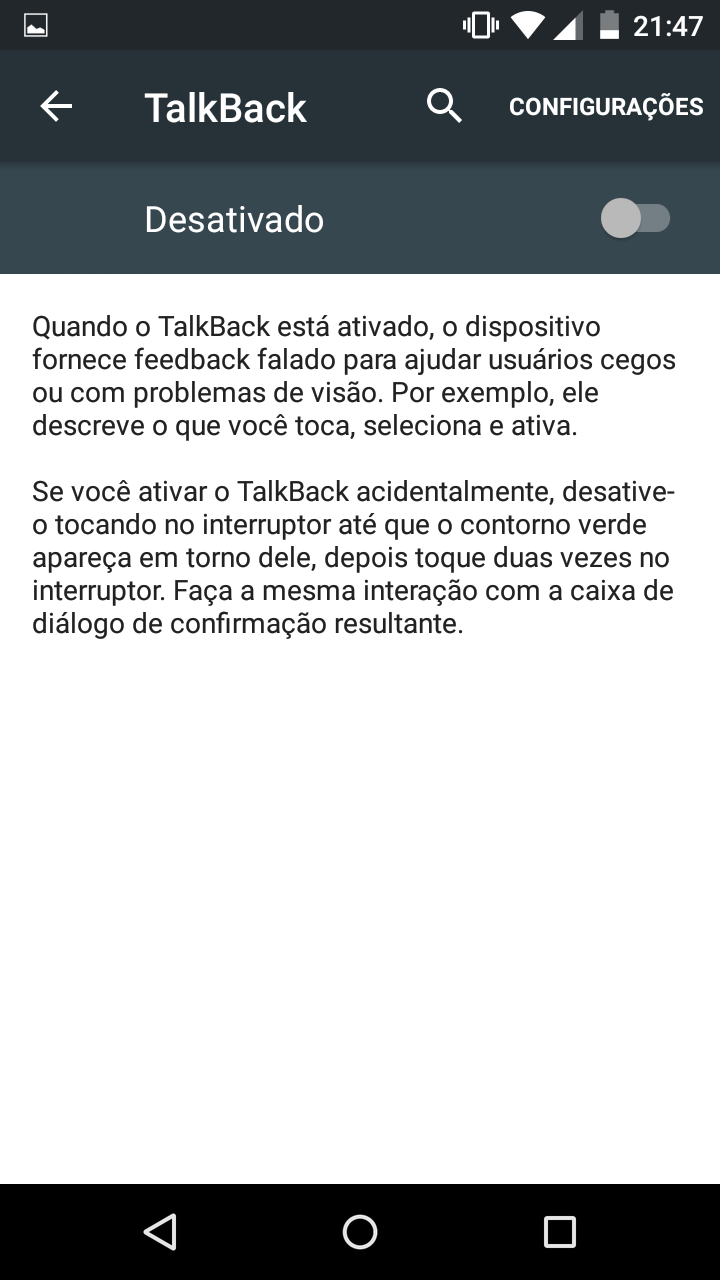 21:47
TalkBack
CONFIGURAÇÕES
Desativado
Quando o TalkBack está ativado, o dispositivo
fornece feedback falado para ajudar usuários cegos
ou com problemas de visão. Por exemplo, ele
descreve o que você toca, seleciona e ativa.
Se você ativar o TalkBack acidentalmente, desative-
o tocando no interruptor até que o contorno verde
apareça em torno dele, depois toque duas vezes no
interruptor. Faça a mesma interação com a caixa de
diálogo de confirmação resultante.